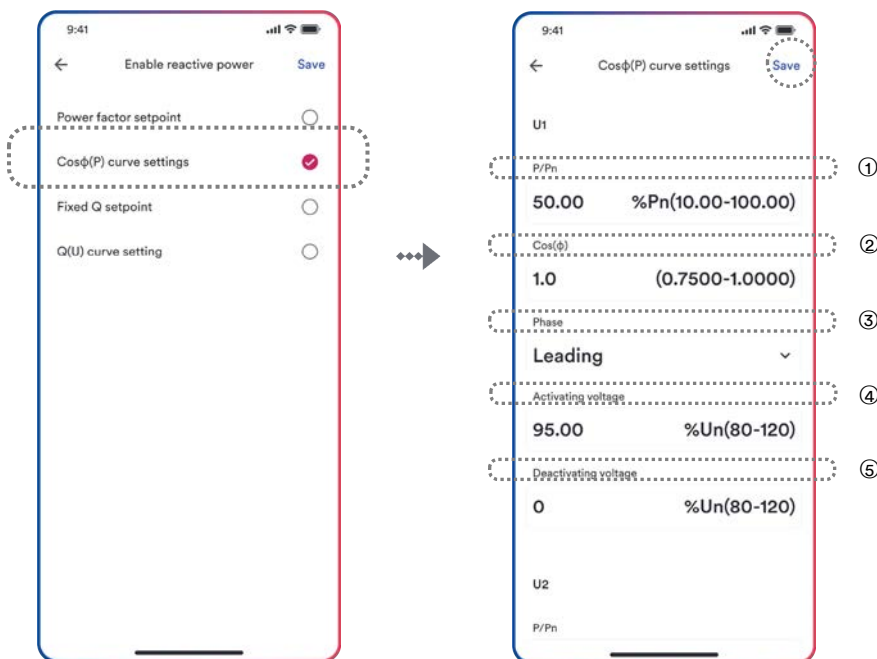 9:41
Enable reactive power Save
Power factor setpoint
Cosϕ(P) curve settings
Fixed Q setpoint
Q(U) curve setting
9:41
Cosϕ(P) curve settings Save
U1
P/Pn ①
50.00 %Pn(10.00-100.00)
Cos(ϕ) ②
1.0 (0.7500-1.0000)
Phase ③
Leading
Activating voltage ④
95.00 %Un(80-120)
Deactivating voltage ⑤
0 %Un(80-120)
U2
P/Pn